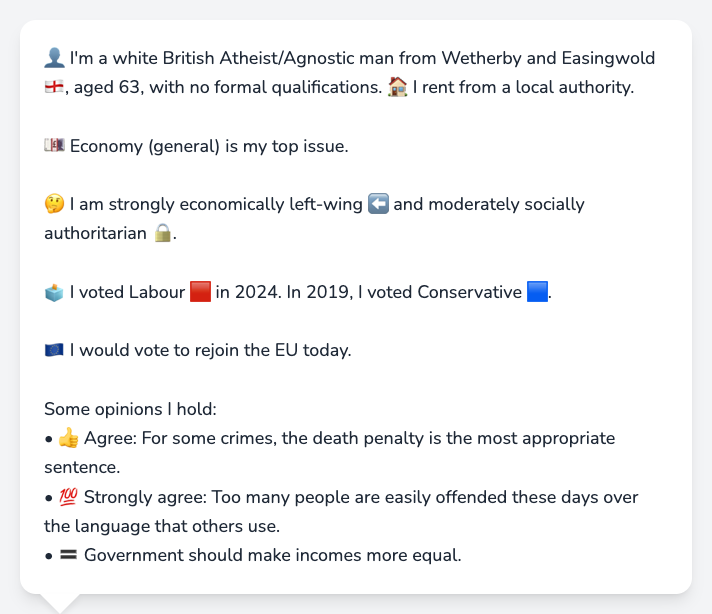 👤 I'm a white British Atheist/Agnostic man from Wetherby and Easingwold
🏴󠁧󠁢󠁥󠁮󠁧󠁿, aged 63, with no formal qualifications. 🏠 I rent from a local authority.
💷 Economy (general) is my top issue.
🤔 I am strongly economically left-wing ⬅️ and moderately socially
authoritarian 🔒.
🗳️ I voted Labour 🟥 in 2024. In 2019, I voted Conservative 🟦.
🇪🇺 I would vote to rejoin the EU today.
Some opinions I hold:
• 👍 Agree: For some crimes, the death penalty is the most appropriate
sentence.
• 💯 Strongly agree: Too many people are easily offended these days over
the language that others use.
• 🟰 Government should make incomes more equal.